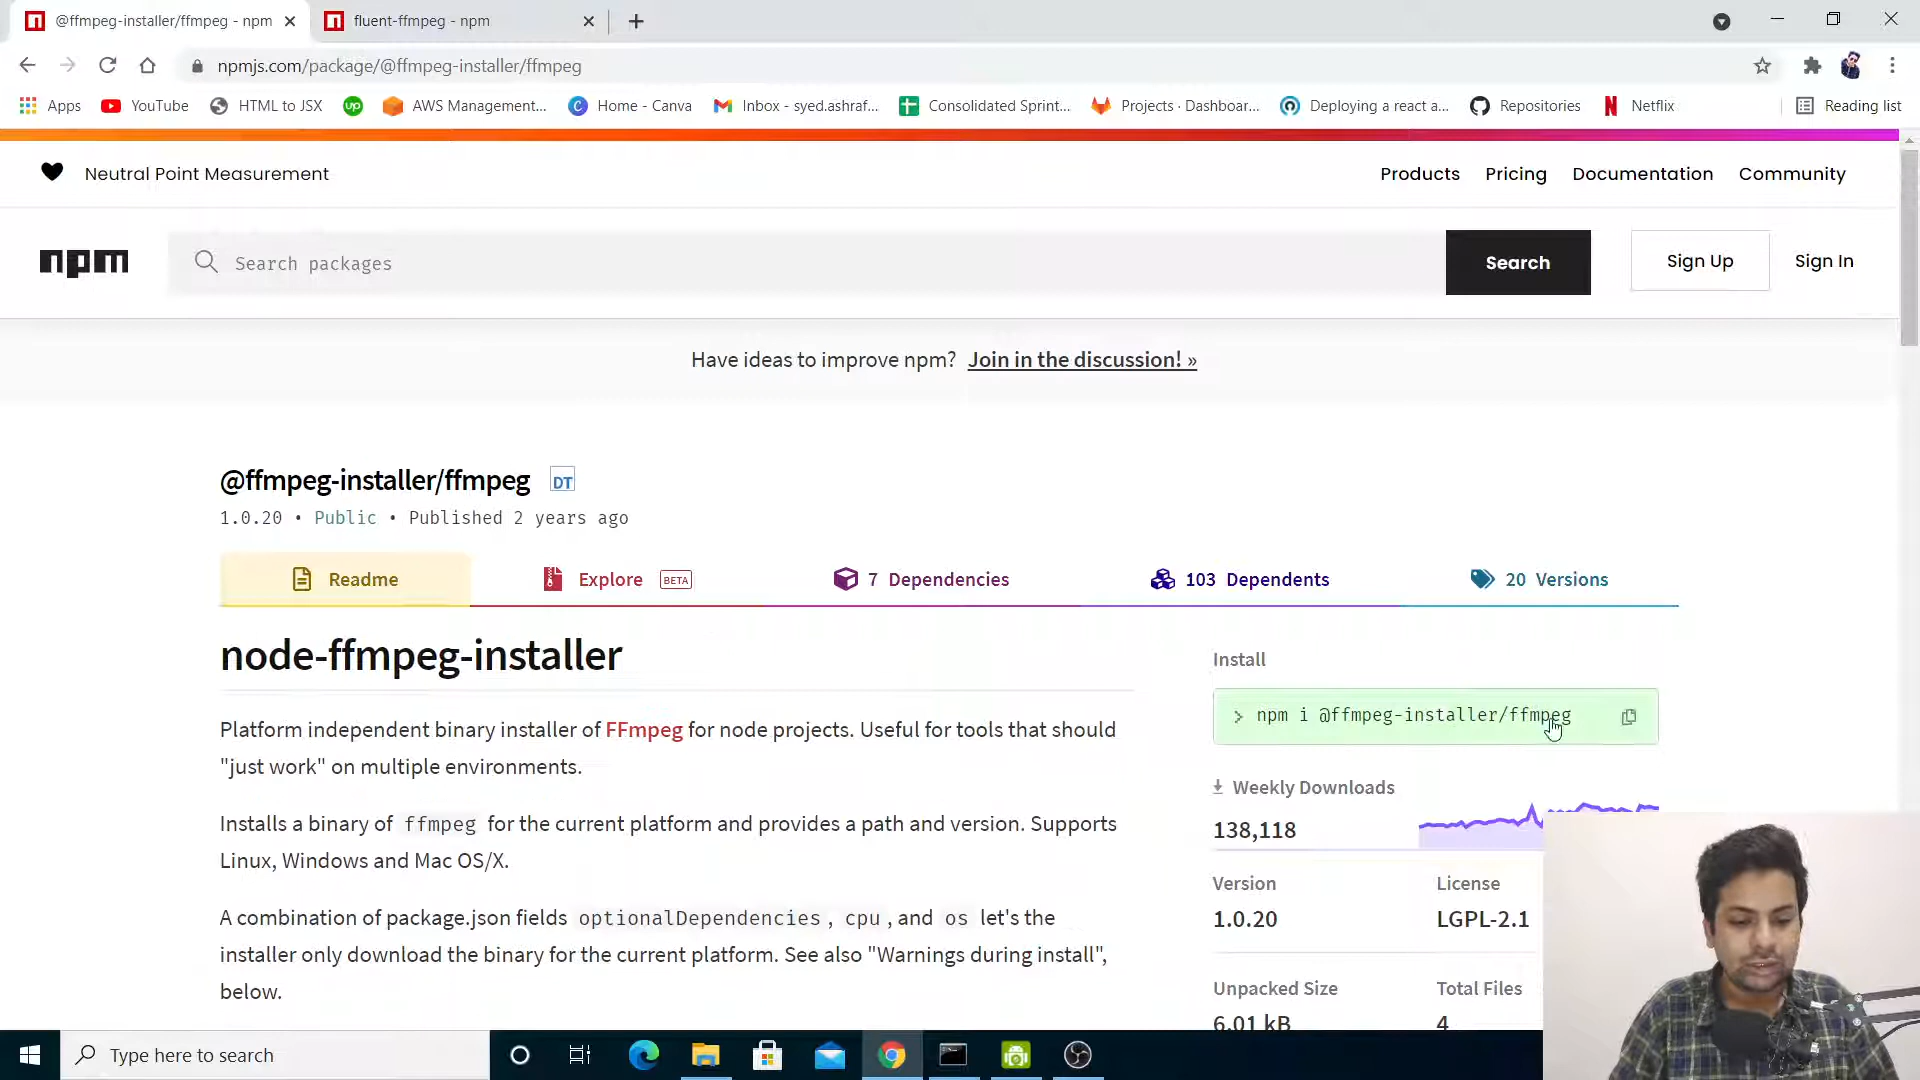 @ffmpeg-installer/ffmpeg - npm
fluent-ffmpeg - npm
npmjs.com/package/@ffmpeg-installer/ffmpeg
Apps
YouTube
HTML to JSX
up
AWS Management...
Home - Canva
Inbox - syed.ashraf...
Consolidated Sprint...
Projects · Dashboar...
Deploying a react a...
Repositories
Netflix
Reading list
Neutral Point Measurement
Products
Pricing
Documentation
Community
npm
Search packages
Search
Sign Up
Sign In
Have ideas to improve npm? Join in the discussion! »
@ffmpeg-installer/ffmpeg DT
1.0.20 • Public • Published 2 years ago
Readme
Explore BETA
7 Dependencies
103 Dependents
20 Versions
node-ffmpeg-installer
Platform independent binary installer of FFmpeg for node projects. Useful for tools that should
"just work" on multiple environments.
Installs a binary of ffmpeg for the current platform and provides a path and version. Supports
Linux, Windows and Mac OS/X.
A combination of package.json fields optionalDependencies, cpu, and os let's the
installer only download the binary for the current platform. See also "Warnings during install",
below.
Install
> npm i @ffmpeg-installer/ffmpeg
Weekly Downloads
138,118
Version
1.0.20
License
LGPL-2.1
Unpacked Size
6.01 kB
Total Files
4
Type here to search